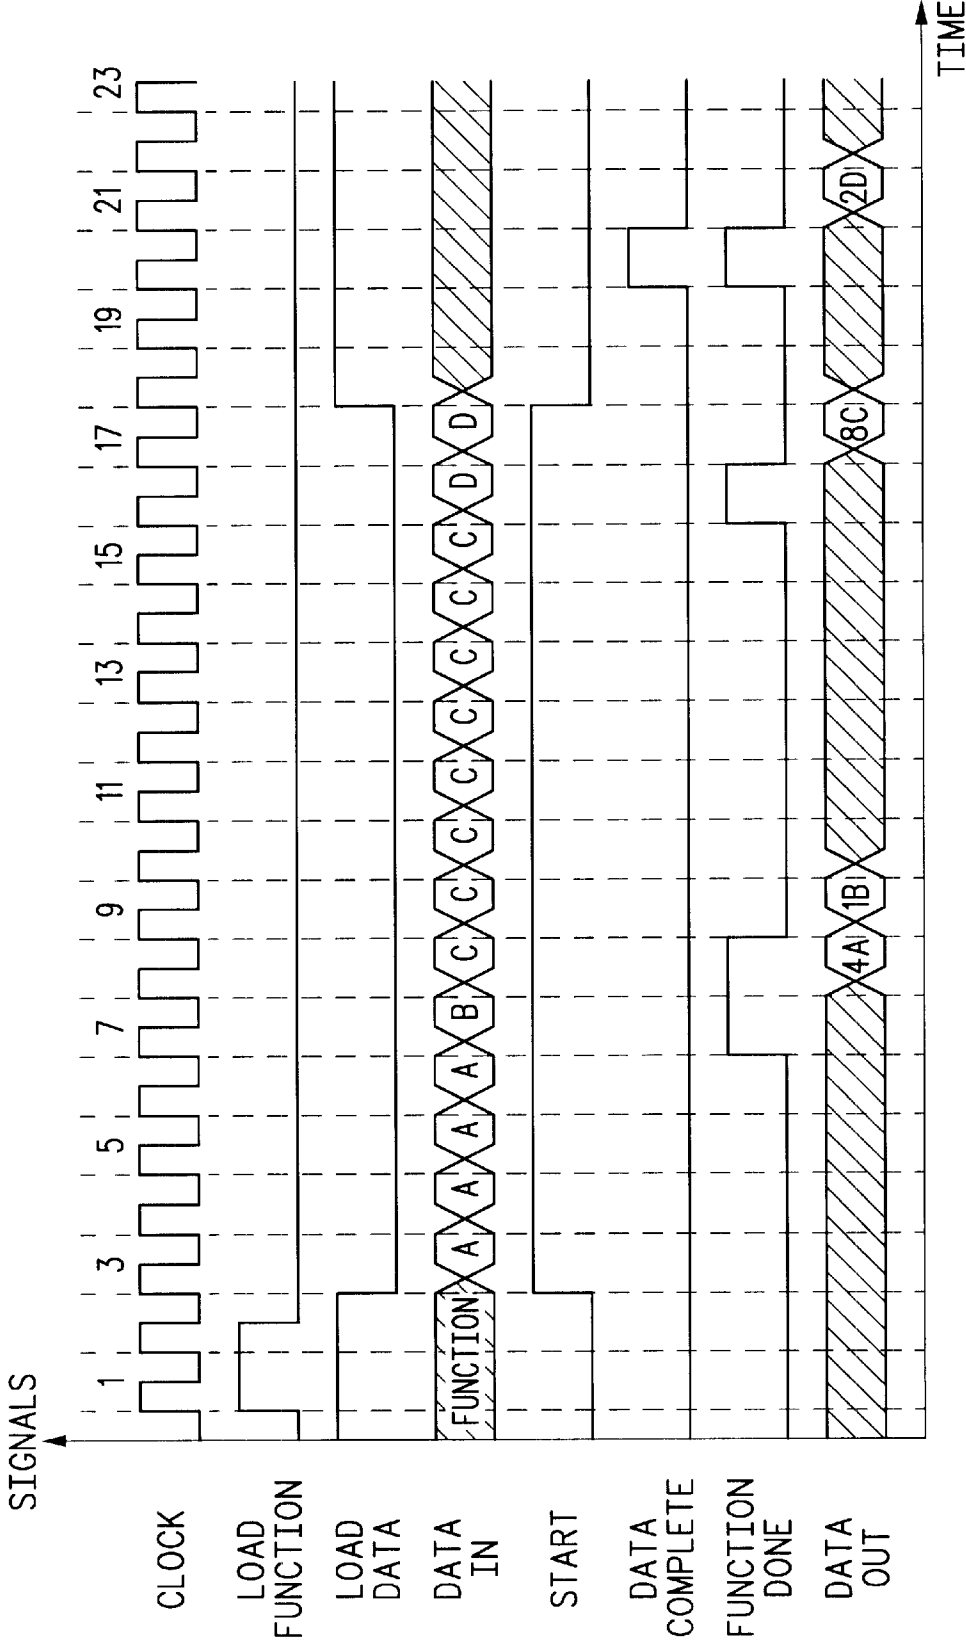 SIGNALS
1 3 5 7 9 11 13 15 17 19 21 23
CLOCK
LOAD
FUNCTION
LOAD
DATA
DATA
IN
FUNCTION A A A A B C C C C C C C C D D
START
DATA
COMPLETE
FUNCTION
DONE
DATA
OUT
4A 1B 8C 2D
TIME